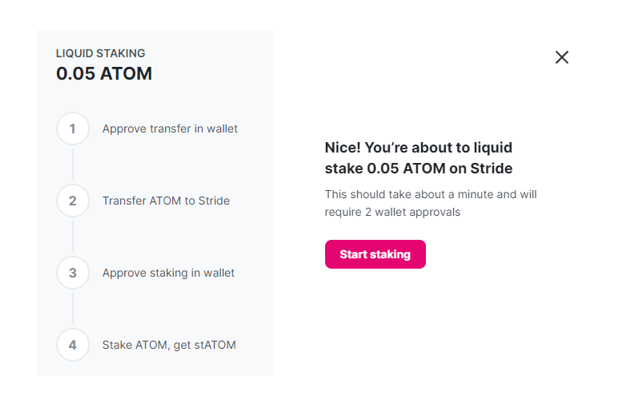 LIQUID STAKING
0.05 ATOM
1 Approve transfer in wallet
2 Transfer ATOM to Stride
3 Approve staking in wallet
4 Stake ATOM, get stATOM
Nice! You’re about to liquid
stake 0.05 ATOM on Stride
This should take about a minute and will
require 2 wallet approvals
Start staking